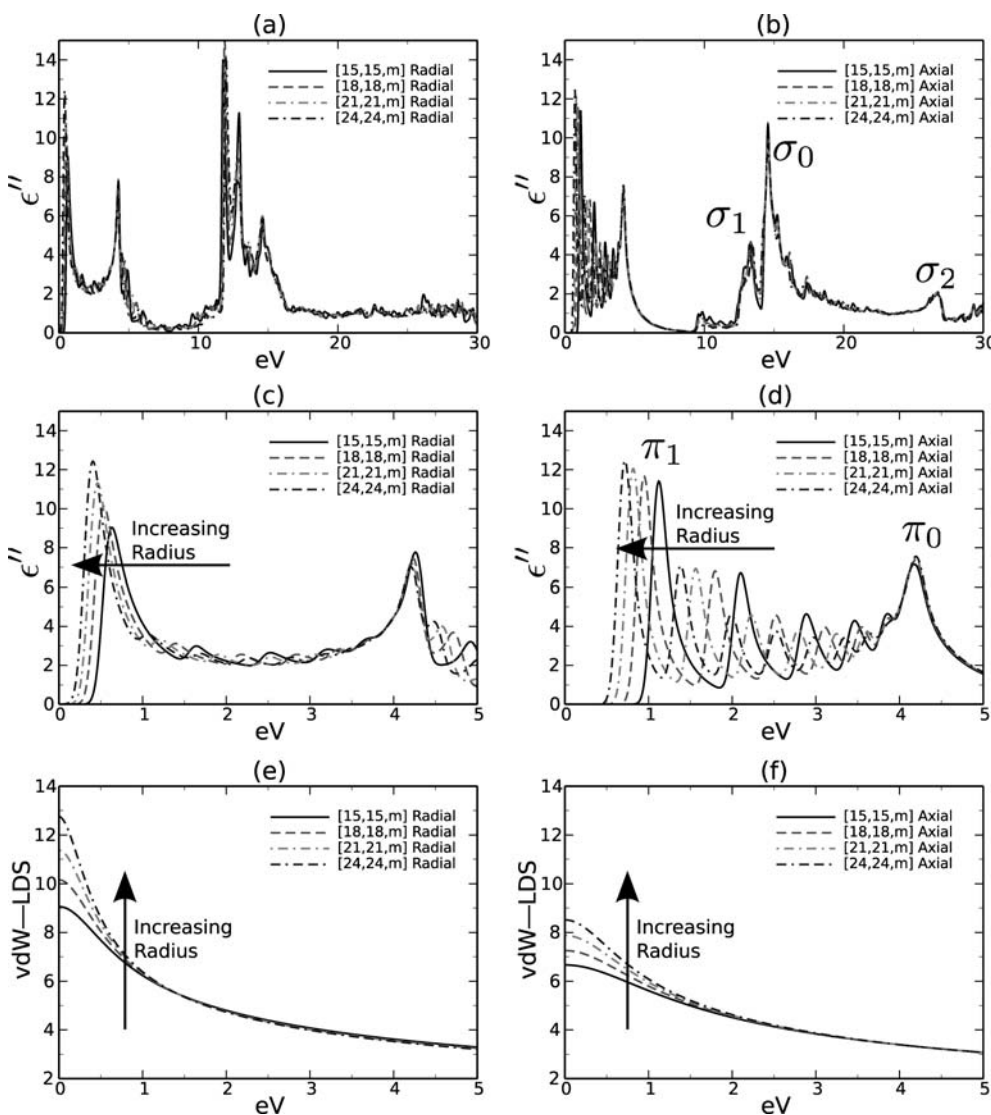 (a)
14
12
10
8
6
4
2
0
ϵ″
[15,15,m] Radial
[18,18,m] Radial
[21,21,m] Radial
[24,24,m] Radial
0 10 20 30
eV
(b)
14
12
10
8
6
4
2
0
ϵ″
[15,15,m] Axial
[18,18,m] Axial
[21,21,m] Axial
[24,24,m] Axial
σ0
σ1
σ2
0 10 20 30
eV
(c)
14
12
10
8
6
4
2
0
ϵ″
[15,15,m] Radial
[18,18,m] Radial
[21,21,m] Radial
[24,24,m] Radial
Increasing
Radius
0 1 2 3 4 5
eV
(d)
14
12
10
8
6
4
2
0
ϵ″
[15,15,m] Axial
[18,18,m] Axial
[21,21,m] Axial
[24,24,m] Axial
π1
Increasing
Radius
π0
0 1 2 3 4 5
eV
(e)
14
12
10
8
6
4
2
vdW—LDS
[15,15,m] Radial
[18,18,m] Radial
[21,21,m] Radial
[24,24,m] Radial
Increasing
Radius
0 1 2 3 4 5
eV
(f)
14
12
10
8
6
4
2
vdW—LDS
[15,15,m] Axial
[18,18,m] Axial
[21,21,m] Axial
[24,24,m] Axial
Increasing
Radius
0 1 2 3 4 5
eV